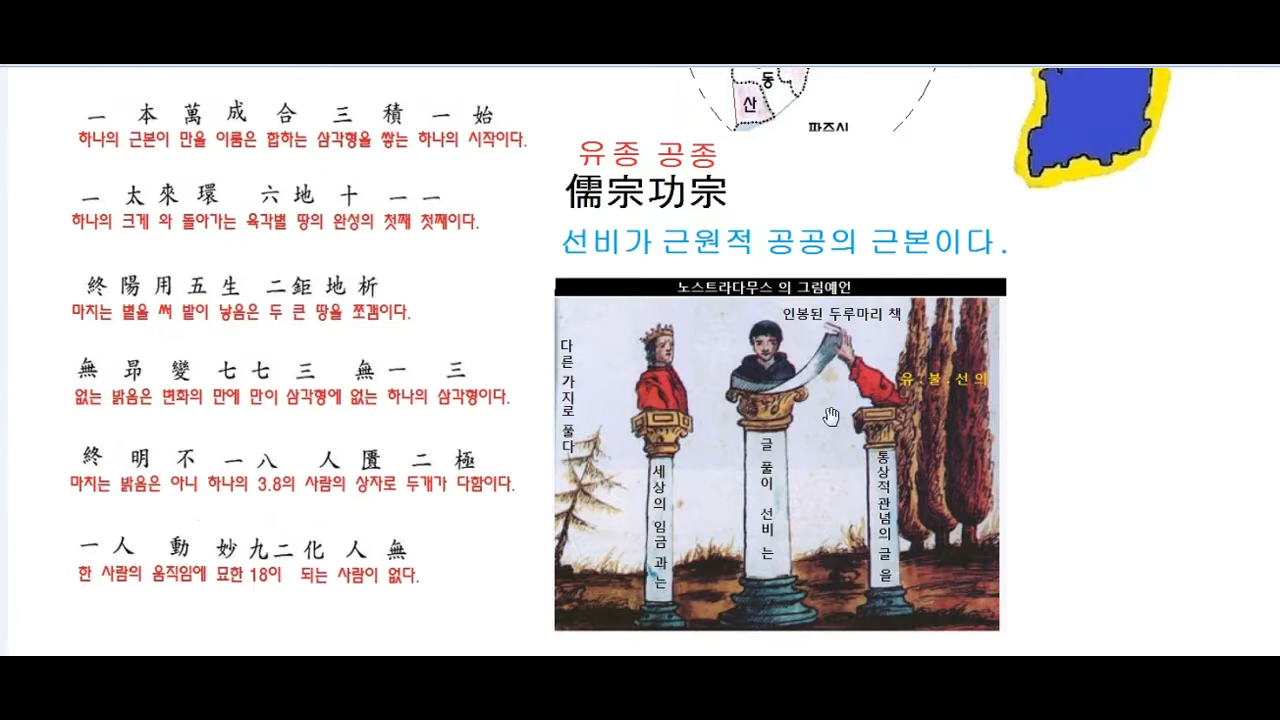 一 本 萬 成 合 三 積 一 始
하나의 근본이 만을 이룸은 합하는 삼각형을 쌓는 하나의 시작이다.
一 太 來 環 六 地 十 一 一
하나의 크게 와 돌아가는 육각별 땅의 완성의 첫째 첫째이다.
終 陽 用 五 生 二 鉅 地 析
마치는 볕을 써 밭이 낳음은 두 큰 땅을 쪼갬이다.
無 昂 變 七 七 三 無 一 三
없는 밝음은 변화의 만에 만이 삼각형에 없는 하나의 삼각형이다.
終 明 不 一 八 人 匱 二 極
마치는 밝음은 아니 하나의 3.8의 사람의 상자로 두개가 다함이다.
一 人 動 妙 九 二 化 人 無
한 사람의 움직임에 묘한 18이 되는 사람이 없다.
동
산
파주시
유종 공종
儒宗功宗
선비가 근원적 공공의 근본이다.
노스트라다무스 의 그림예언
인봉된 두루마리 책
다른 가지로 풀다
유.불.선의
세상의 임금 과 는
글 풀이 선비 는
통상적관념의 글 을